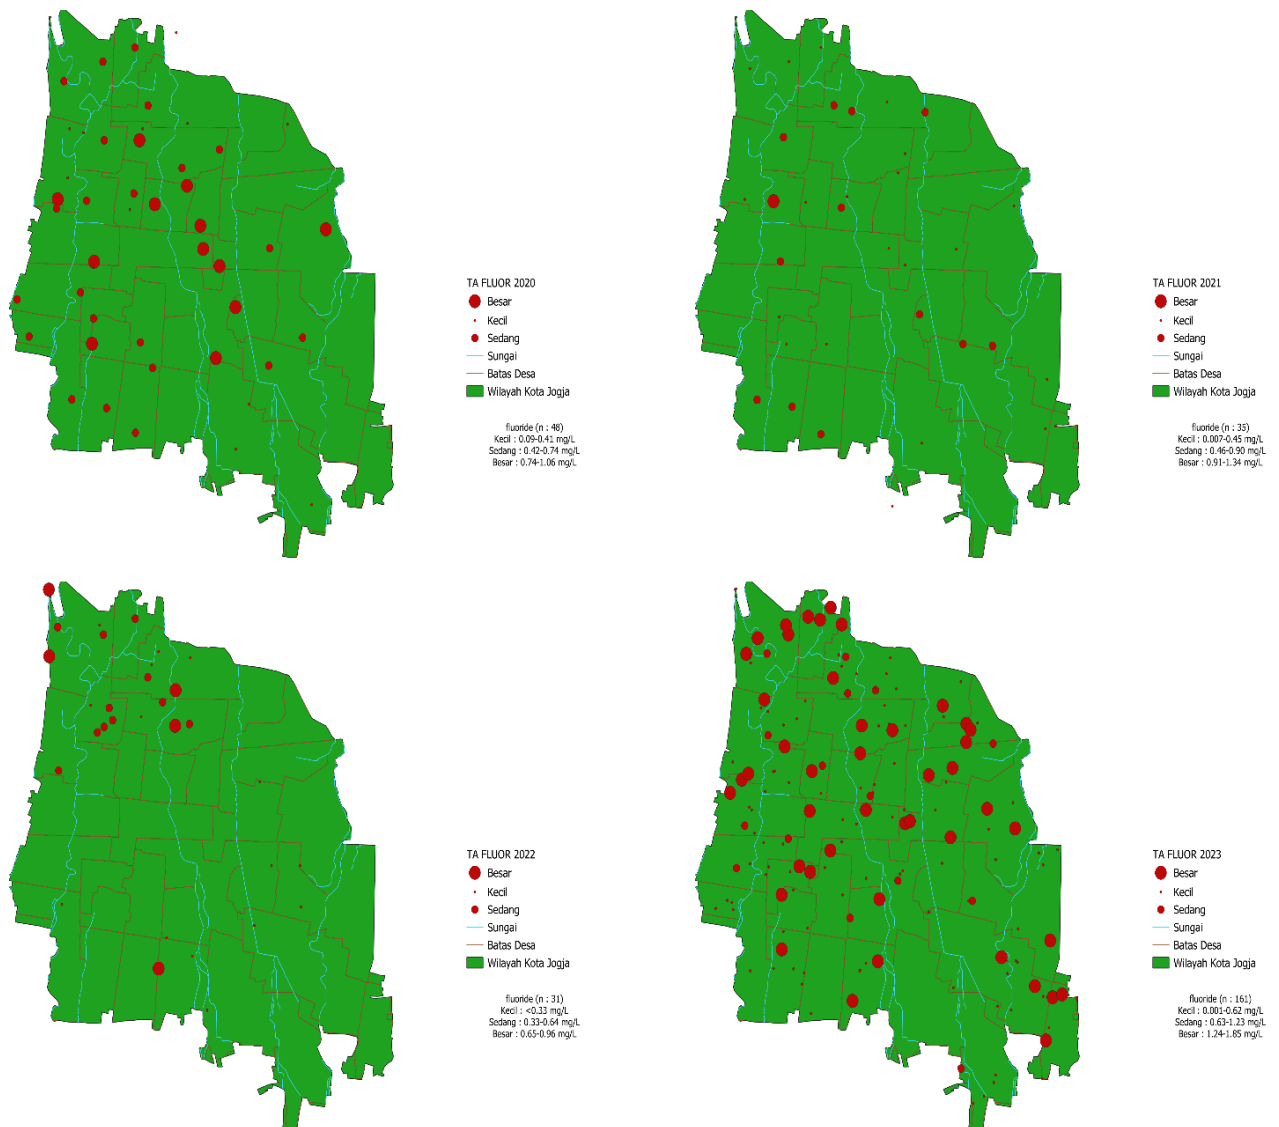 TA FLUOR 2020
Besar
Kecil
Sedang
Sungai
Batas Desa
Wilayah Kota Jogja
fluoride (n : 48)
Kecil : 0.09-0.41 mg/L
Sedang : 0.42-0.74 mg/L
Besar : 0.74-1.06 mg/L
TA FLUOR 2021
Besar
Kecil
Sedang
Sungai
Batas Desa
Wilayah Kota Jogja
fluoride (n : 35)
Kecil : 0.007-0.45 mg/L
Sedang : 0.46-0.90 mg/L
Besar : 0.91-1.34 mg/L
TA FLUOR 2022
Besar
Kecil
Sedang
Sungai
Batas Desa
Wilayah Kota Jogja
fluoride (n : 31)
Kecil : <0.33 mg/L
Sedang : 0.33-0.64 mg/L
Besar : 0.65-0.96 mg/L
TA FLUOR 2023
Besar
Kecil
Sedang
Sungai
Batas Desa
Wilayah Kota Jogja
fluoride (n : 161)
Kecil : 0.001-0.62 mg/L
Sedang : 0.63-1.23 mg/L
Besar : 1.24-1.85 mg/L